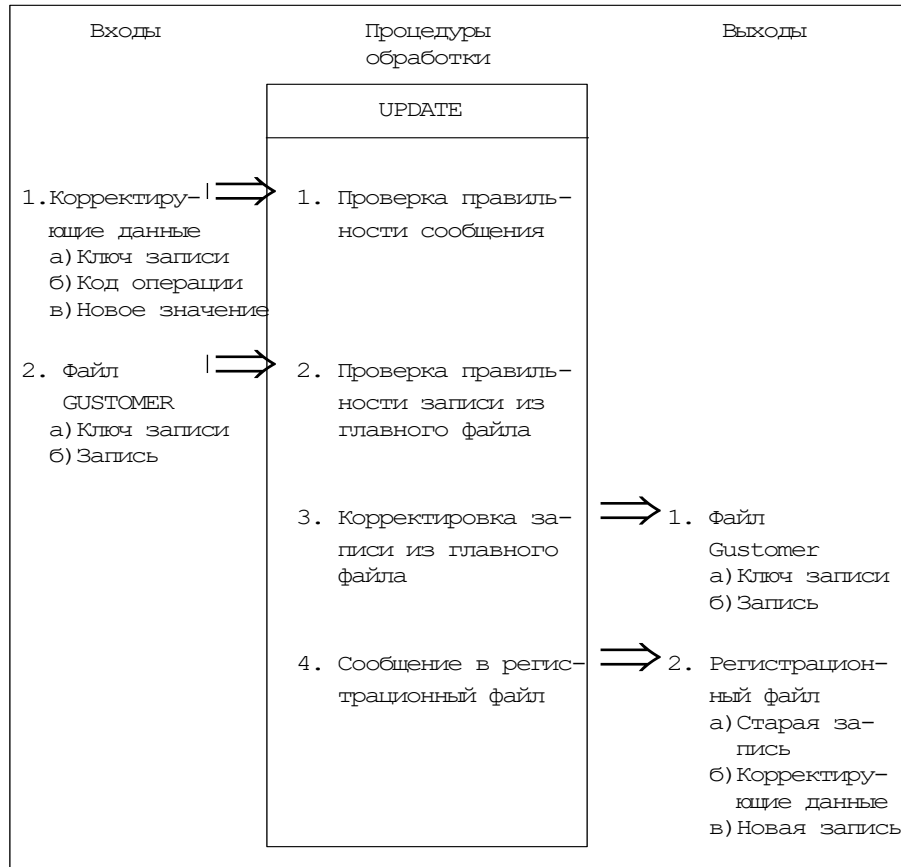 Входы
Процедуры
обработки
Выходы
UPDATE
1.Корректиру-
ющие данные
а)Ключ записи
б)Код операции
в)Новое значение
1. Проверка правиль-
ности сообщения
2. Файл
GUSTOMER
а)Ключ записи
б)Запись
2. Проверка правиль-
ности записи из
главного файла
3. Корректировка за-
писи из главного
файла
1. Файл
Gustomer
а)Ключ записи
б)Запись
4. Сообщение в регис-
трационный файл
2. Регистрацион-
ный файл
а)Старая за-
пись
б)Корректиру-
ющие данные
в)Новая запись